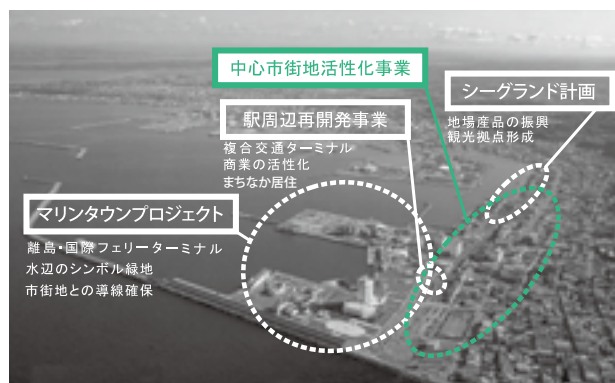 中心市街地活性化事業
シーグランド計画
地場産品の振興
観光拠点形成
駅周辺再開発事業
複合交通ターミナル
商業の活性化
まちなか居住
マリンタウンプロジェクト
離島・国際フェリーターミナル
水辺のシンボル緑地
市街地との導線確保